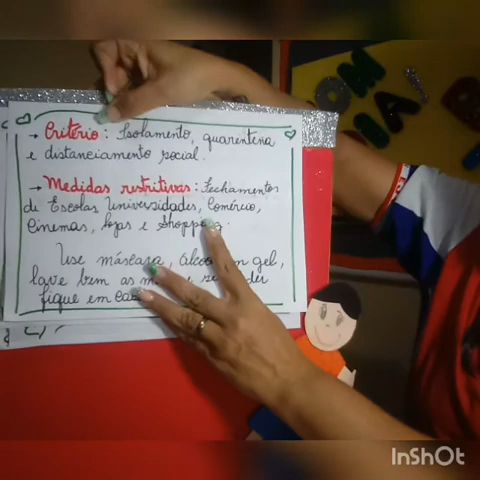 → Critério: Isolamento, quarentena
e distanciamento social.
→ Medidas restritivas: Fechamentos
de Escolas Universidades, Comércio,
Cinemas, lojas e Shoppings.
Use máscara, álcool em gel,
lave bem as
fique em casa
InShOt